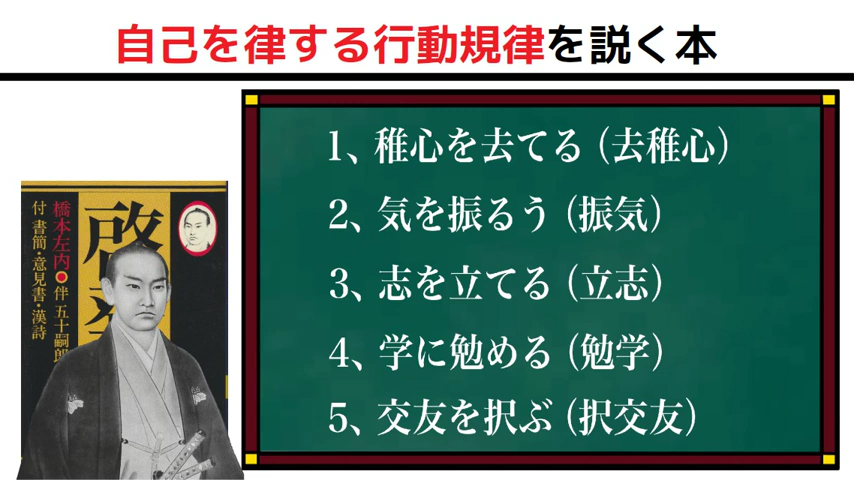 自己を律する行動規律を説く本
1、稚心を去てる(去稚心)
2、気を振るう(振気)
3、志を立てる(立志)
4、学に勉める(勉学)
5、交友を択ぶ(択交友)
啓
橋本左内●伴 五十嗣郎
付 書簡・意見書・漢詩